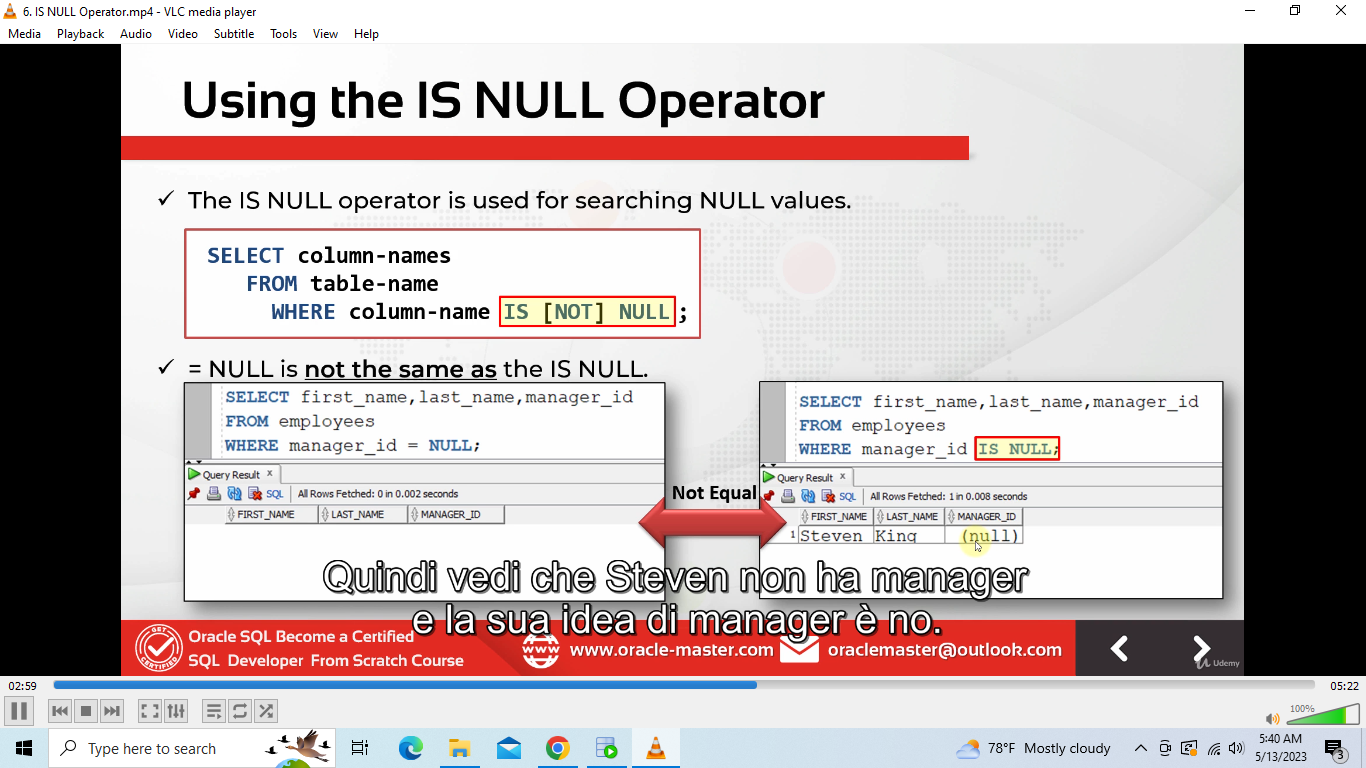 6. IS NULL Operator.mp4 - VLC media player
Media Playback Audio Video Subtitle Tools View Help
Using the IS NULL Operator
✓ The IS NULL operator is used for searching NULL values.
SELECT column-names
FROM table-name
WHERE column-name IS [NOT] NULL ;
✓ = NULL is not the same as the IS NULL.
SELECT first_name,last_name,manager_id
FROM employees
WHERE manager_id = NULL;
Query Result x
SQL All Rows Fetched: 0 in 0.002 seconds
FIRST_NAME LAST_NAME MANAGER_ID
Not Equal
SELECT first_name,last_name,manager_id
FROM employees
WHERE manager_id IS NULL;
Query Result x
SQL All Rows Fetched: 1 in 0.008 seconds
FIRST_NAME LAST_NAME MANAGER_ID
1 Steven King (null)
Quindi vedi che Steven non ha manager
e la sua idea di manager è no.
GET CERTIFIED
Oracle SQL Become a Certified
SQL Developer From Scratch Course
www.oracle-master.com
oraclemaster@outlook.com
Udemy
02:59
05:22
100%
Type here to search
78°F Mostly cloudy
5:40 AM
5/13/2023
3